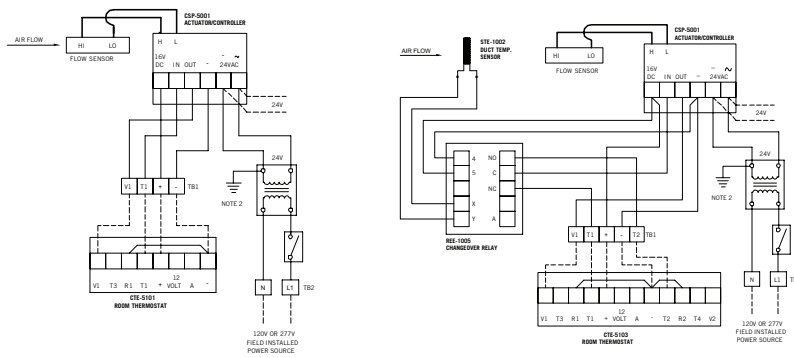 CSP-5001
ACTUATOR/CONTROLLER
AIR FLOW
HI LO
FLOW SENSOR
H L
16V
DC IN OUT - - ~
24VAC
24V
24V
V1 T1 + - TB1
NOTE 2
12
V1 T3 R1 T1 + VOLT A -
CTE-5101
ROOM THERMOSTAT
N L1 TB2
120V OR 277V
FIELD INSTALLED
POWER SOURCE
CSP-5001
ACTUATOR/CONTROLLER
STE-1002
DUCT TEMP.
SENSOR
AIR FLOW
HI LO
FLOW SENSOR
H L
16V
DC IN OUT - - ~
24VAC
24V
24V
4 NO
5 C
NC
X
Y A
REE-1005
CHANGEOVER RELAY
NOTE 2
V1 T1 + - T2 TB1
12
V1 T3 R1 T1 + VOLT A - T2 R2 T4 V2
CTE-5103
ROOM THERMOSTAT
N L1 T
120V OR 277V
FIELD INSTALLED
POWER SOURCE